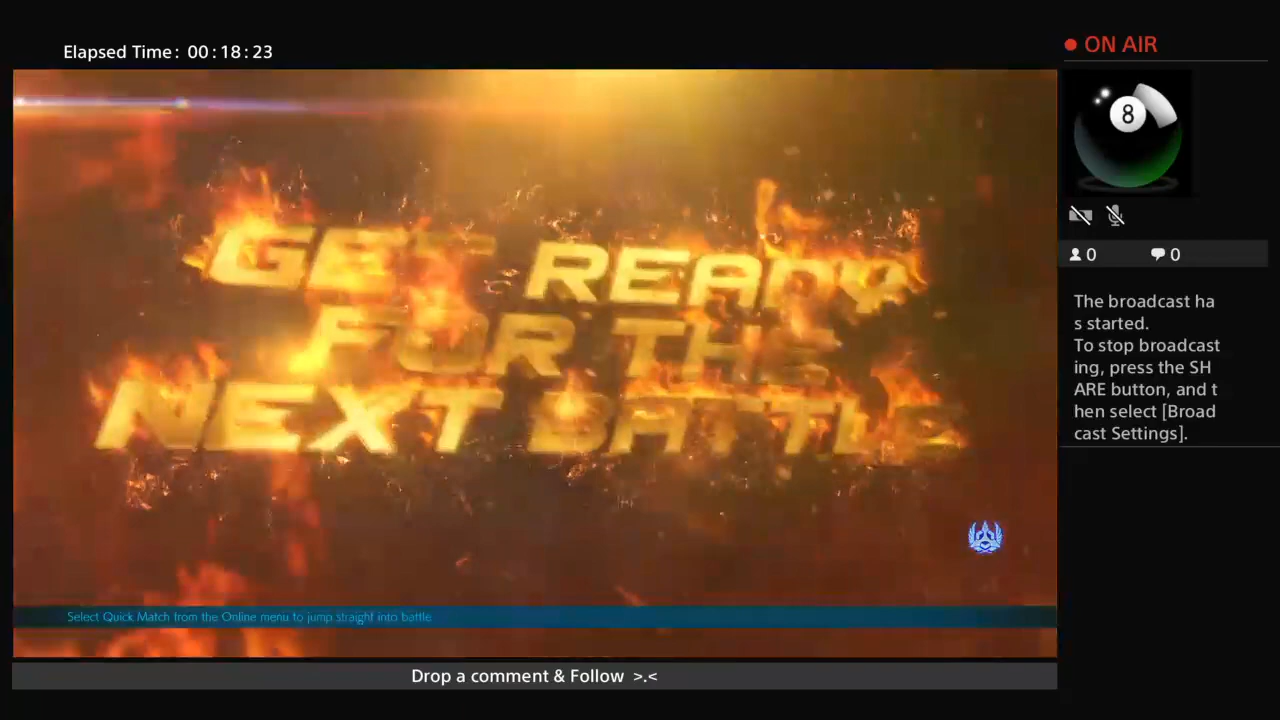 Elapsed Time: 00:18:23
ON AIR
8
0 0
GET READY
FOR THE
NEXT BATTLE
The broadcast ha
s started.
To stop broadcast
ing, press the SH
ARE button, and t
hen select [Broad
cast Settings].
Select Quick Match from the Online menu to jump straight into battle
Drop a comment & Follow >.<